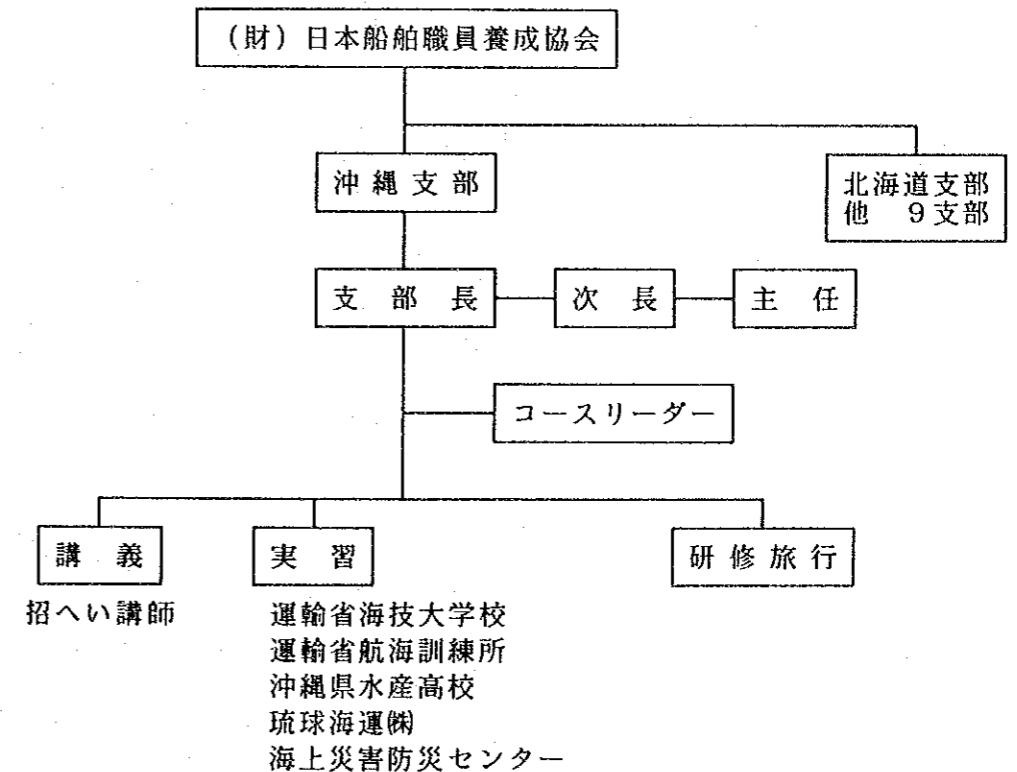 （財）日本船舶職員養成協会
沖縄支部
北海道支部
他　９支部
支部長
次長
主任
コースリーダー
講義
実習
研修旅行
招へい講師
運輸省海技大学校
運輸省航海訓練所
沖縄県水産高校
琉球海運㈱
海上災害防災センター